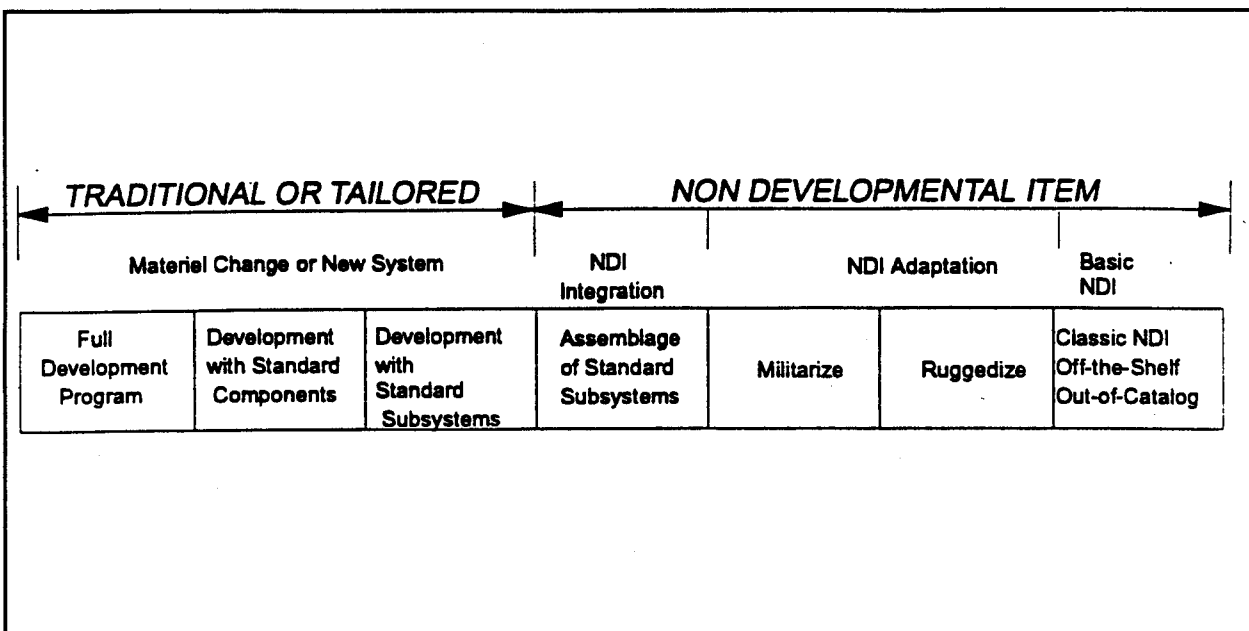 TRADITIONAL OR TAILORED
NON DEVELOPMENTAL ITEM
Materiel Change or New System
NDI
Integration
NDI Adaptation
Basic
NDI
Full
Development
Program
Development
with Standard
Components
Development
with
Standard
Subsystems
Assemblage
of Standard
Subsystems
Militarize
Ruggedize
Classic NDI
Off-the-Shelf
Out-of-Catalog